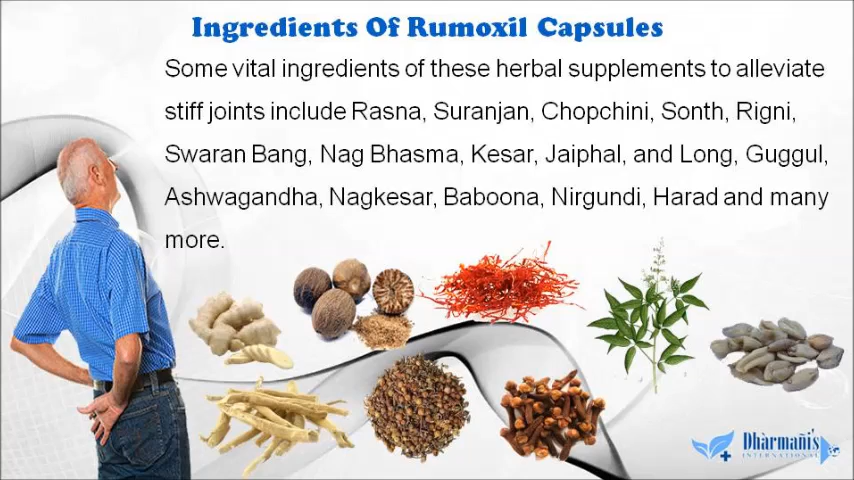 Ingredients Of Rumoxil Capsules
Some vital ingredients of these herbal supplements to alleviate
stiff joints include Rasna, Suranjan, Chopchini, Sonth, Rigni,
Swaran Bang, Nag Bhasma, Kesar, Jaiphal, and Long, Guggul,
Ashwagandha, Nagkesar, Baboona, Nirgundi, Harad and many
more.
Dhàrmañi's
INTERNATIONAL